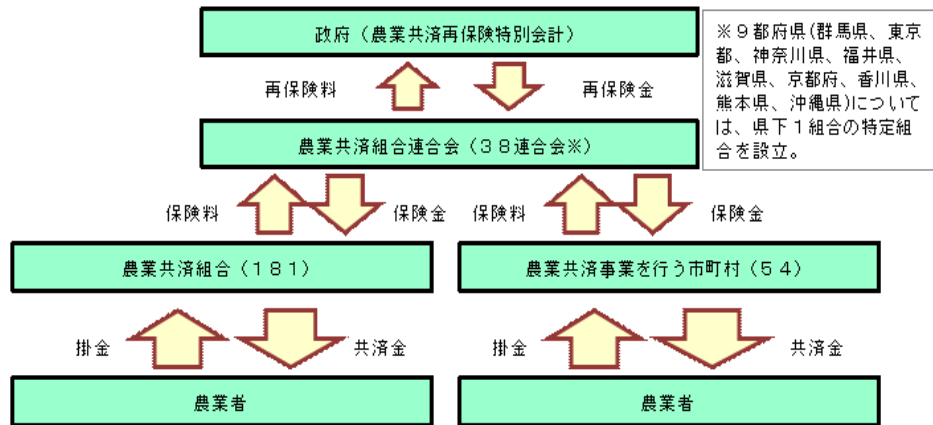 政府（農業共済再保険特別会計）
※９都府県(群馬県、東京
都、神奈川県、福井県、
滋賀県、京都府、香川県、
熊本県、沖縄県)について
は、県下１組合の特定組
合を設立。
再保険料
再保険金
農業共済組合連合会（３８連合会※）
保険料
保険金
保険料
保険金
農業共済組合（１８１）
農業共済事業を行う市町村（５４）
掛金
共済金
掛金
共済金
農業者
農業者